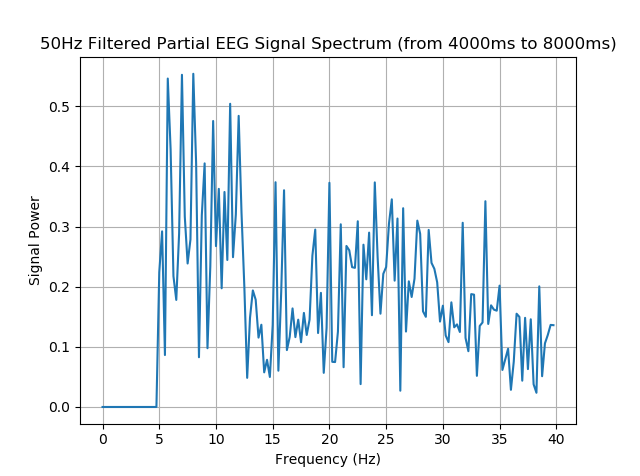 50Hz Filtered Partial EEG Signal Spectrum (from 4000ms to 8000ms)
Signal Power
0.5
0.4
0.3
0.2
0.1
0.0
0 5 10 15 20 25 30 35 40
Frequency (Hz)